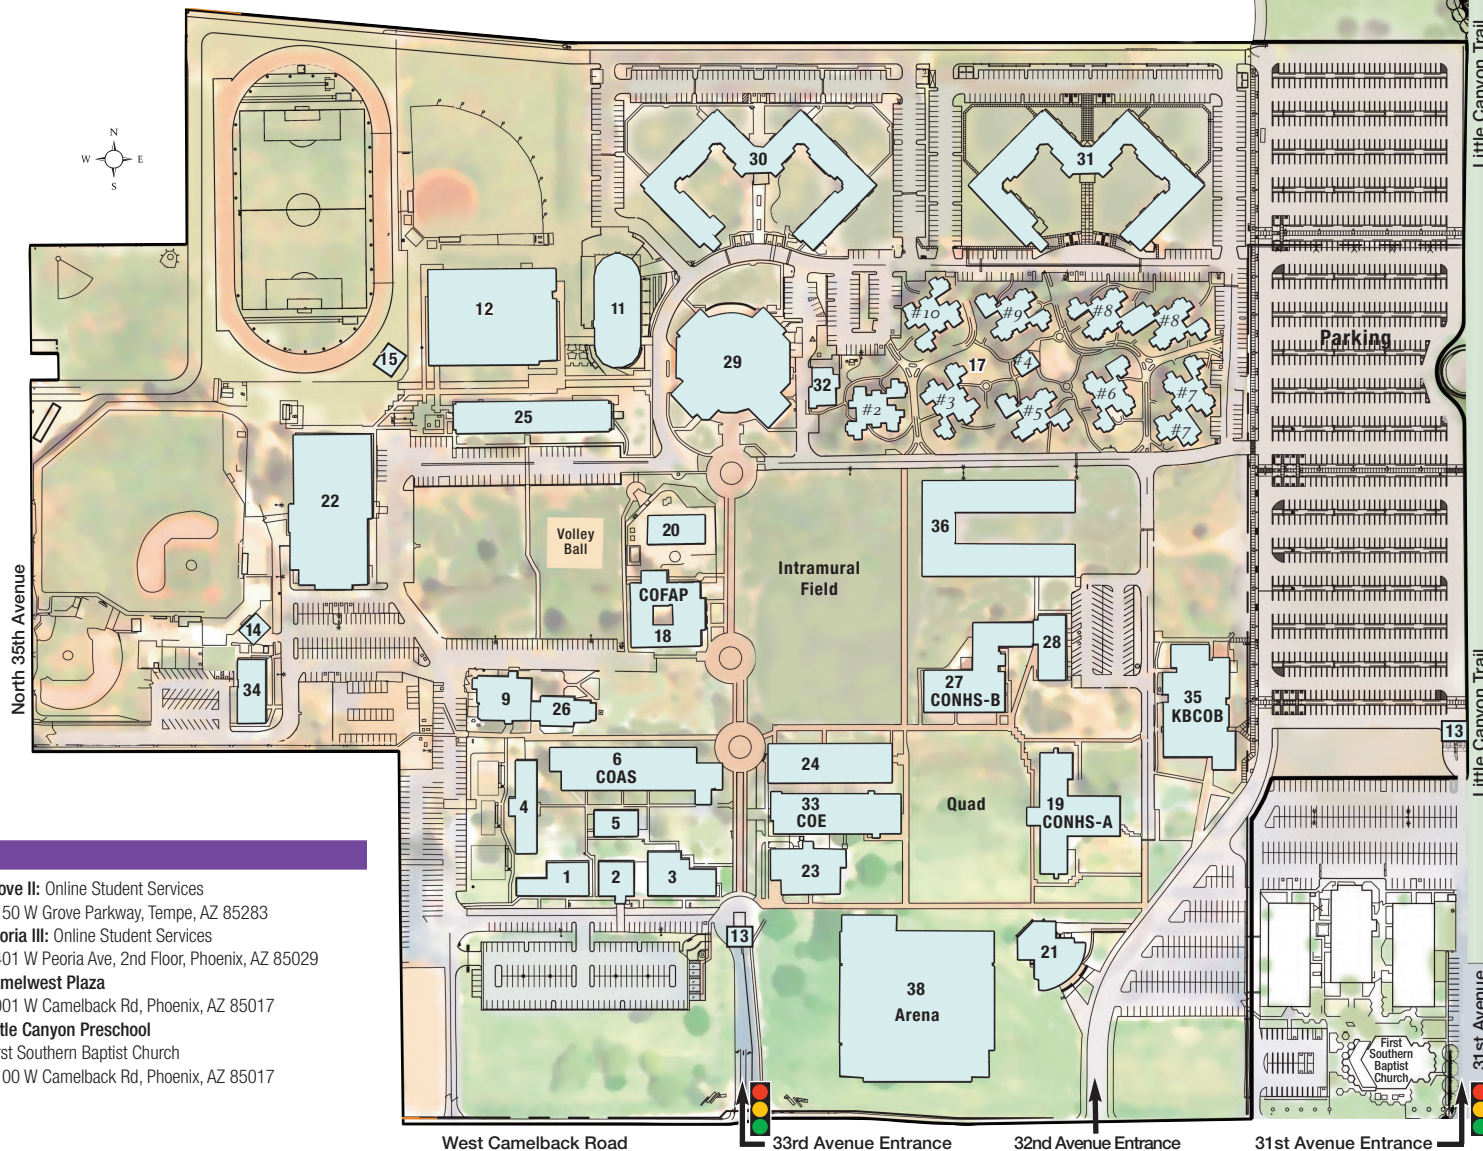 N
W E
S
30
31
Little Canyon Trail
12
11
15
29
32
25
17
#10
#9
#8
#8
#4
#2
#3
#5
#6
#7
#7
Parking
22
Volley
Ball
20
COFAP
18
Intramural
Field
36
14
34
North 35th Avenue
9
26
28
27
CONHS-B
35
KBCOB
13
Little Canyon Trail
6
COAS
4
5
1
2
3
24
33
COE
23
Quad
19
CONHS-A
13
38
Arena
21
First
Southern
Baptist
Church
31st Avenue
Online Student Services
50 W Grove Parkway, Tempe, AZ 85283
Online Student Services
01 W Peoria Ave, 2nd Floor, Phoenix, AZ 85029
melwest Plaza
001 W Camelback Rd, Phoenix, AZ 85017
tle Canyon Preschool
rst Southern Baptist Church
00 W Camelback Rd, Phoenix, AZ 85017
West Camelback Road
33rd Avenue Entrance
32nd Avenue Entrance
31st Avenue Entrance